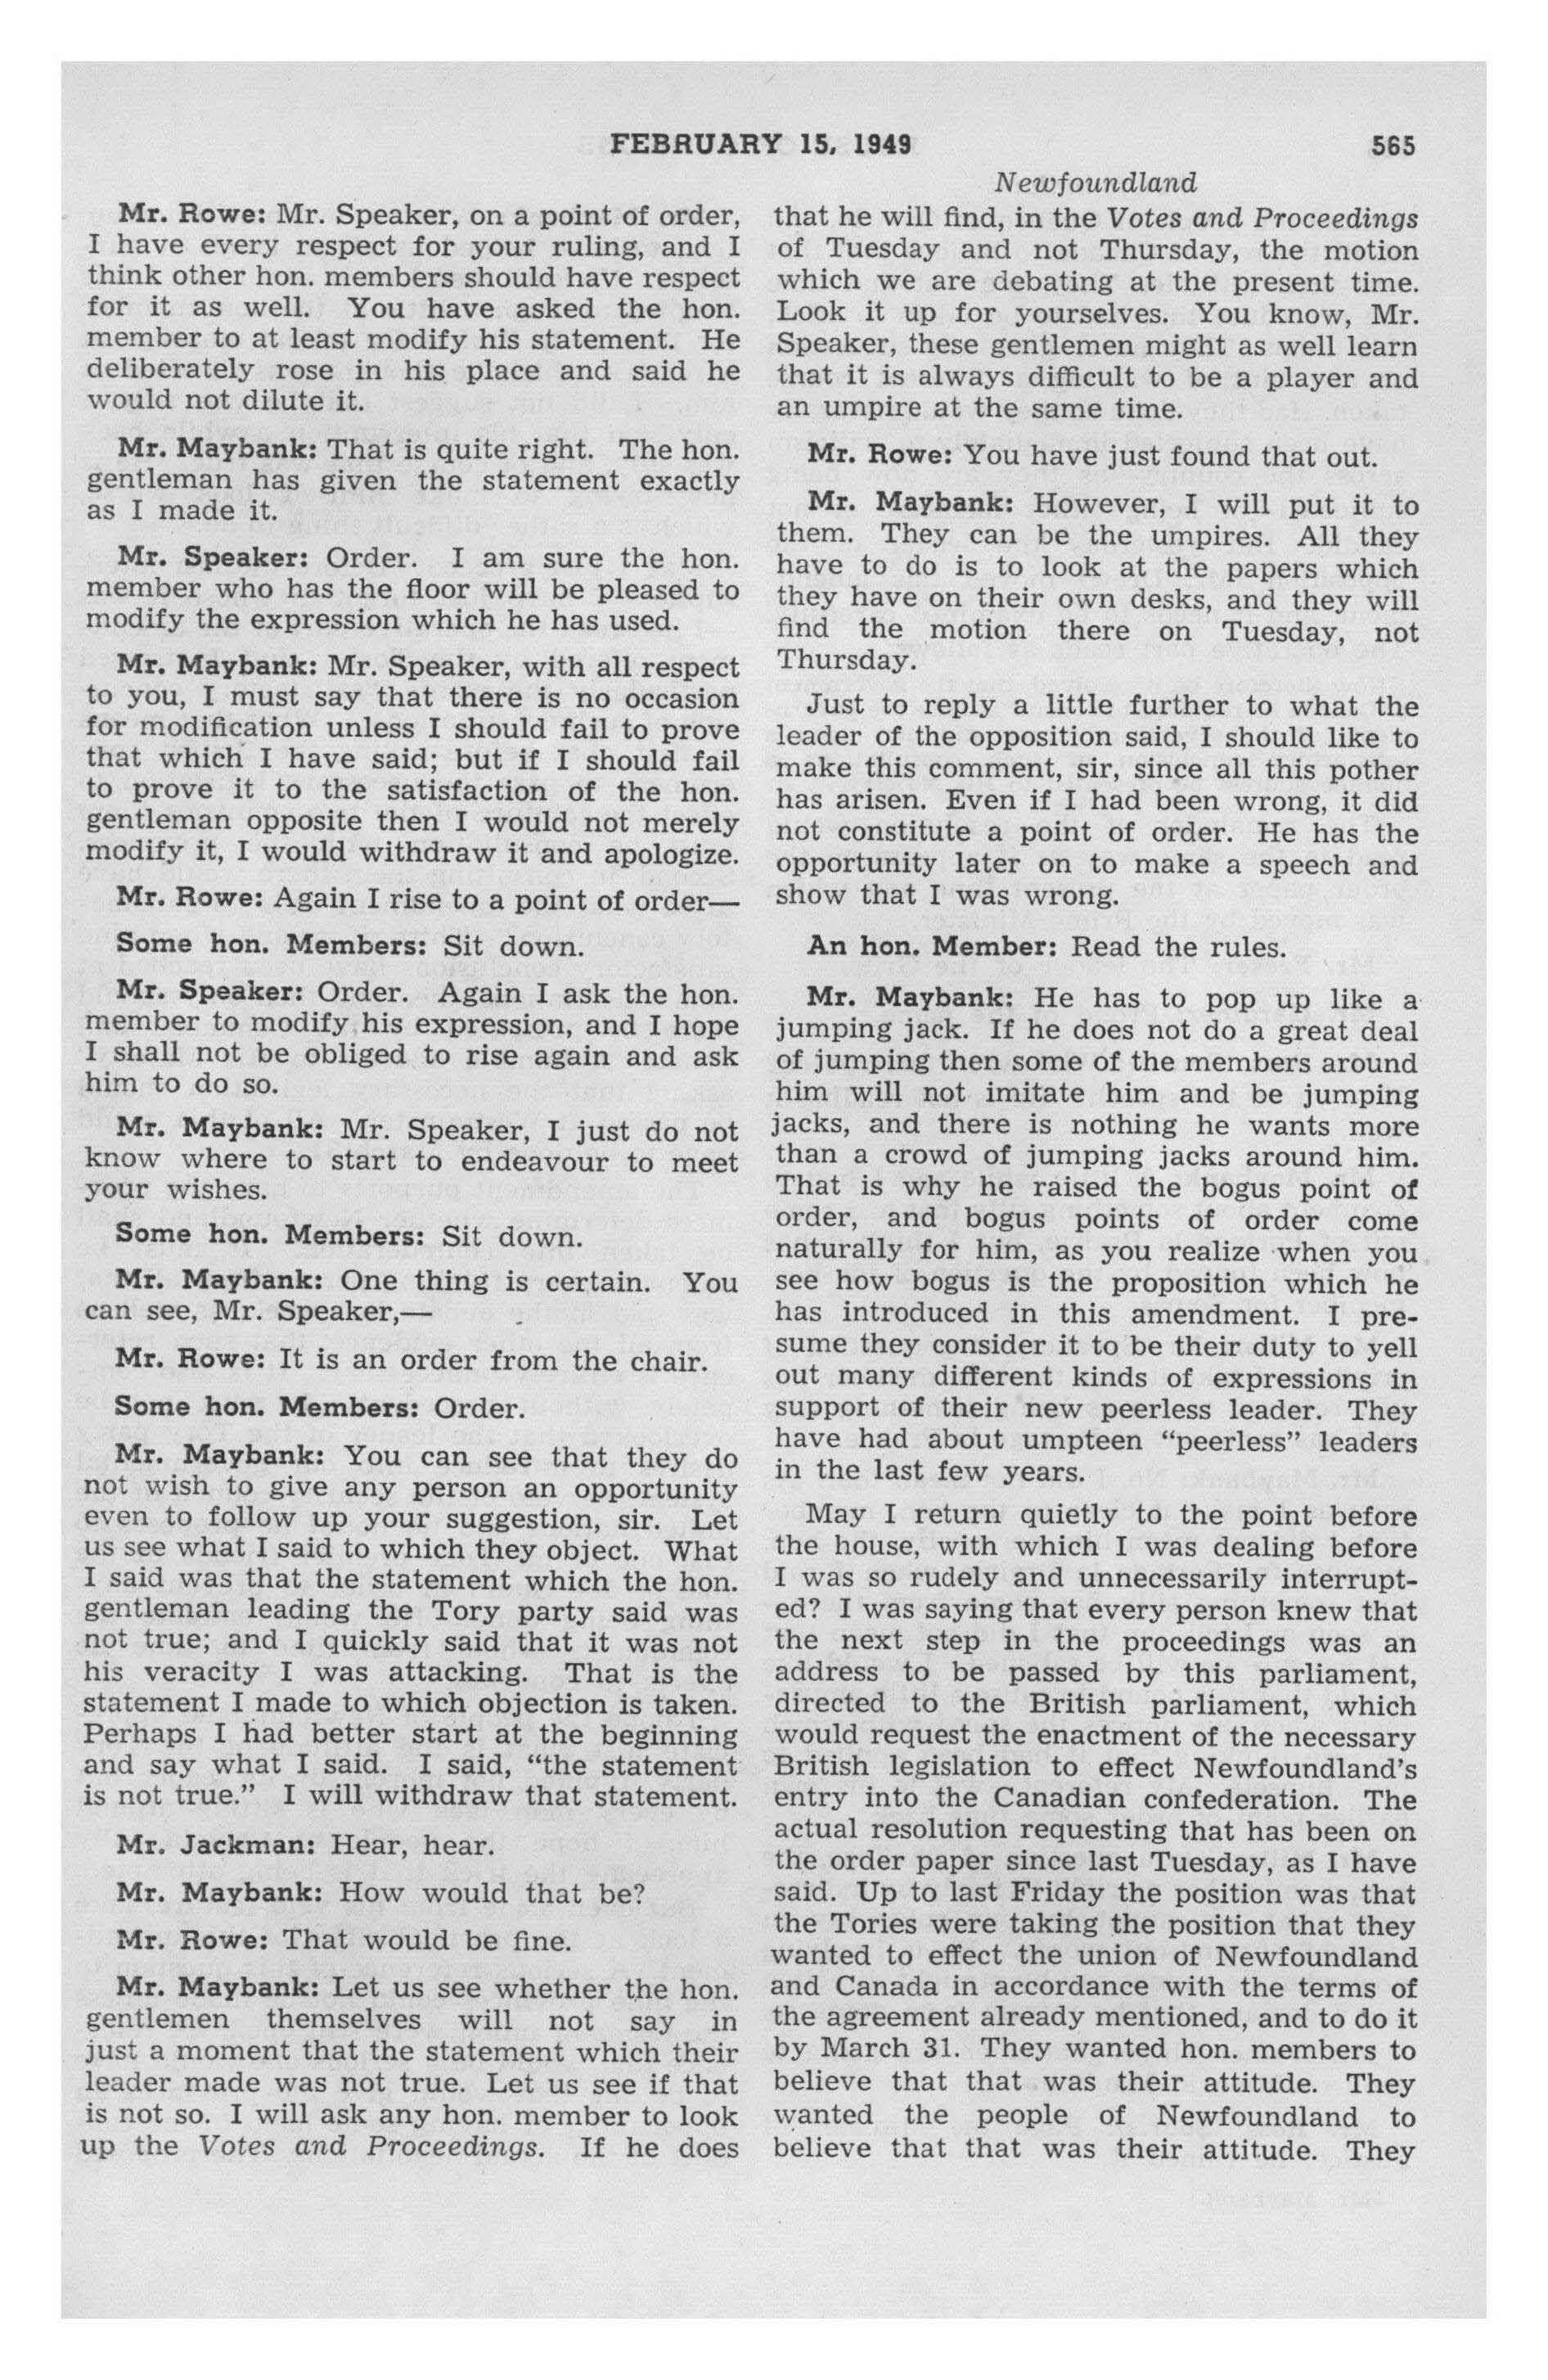 FEBRUARY 15, 1949 565
Newfoundland
Mr. Rowe: Mr. Speaker, on a point of order,
I have every respect for your ruling, and I
think other hon. members should have respect
for it as well. You have asked the hon.
member to at least modify his statement. He
deliberately rose in his place and said he
would not dilute it.
Mr. Maybank: That is quite right. The hon.
gentleman has given the statement exactly
as I made it.
Mr. Speaker: Order. I am sure the hon.
member who has the floor will be pleased to
modify the expression which he has used.
Mr. Maybank: Mr. Speaker, with all respect
to you, I must say that there is no occasion
for modification unless I should fail to prove
that which I have said; but if I should fail
to prove it to the satisfaction of the hon.
gentleman opposite then I would not merely
modify it, I would withdraw it and apologize.
Mr. Rowe: Again I rise to a point of order—
Some hon. Members: Sit down.
Mr. Speaker: Order. Again I ask the hon.
member to modify his expression, and I hope
I shall not be obliged to rise again and ask
him to do so.
Mr. Maybank: Mr. Speaker, I just do not
know where to start to endeavour to meet
your wishes.
Some hon. Members: Sit down.
Mr. Maybank: One thing is certain. You
can see, Mr. Speaker,—
Mr. Rowe: It is an order from the chair.
Some hon. Members: Order.
Mr. Maybank: You can see that they do
not wish to give any person an opportunity
even to follow up your suggestion, sir. Let
us see what I said to which they object. What
I said was that the statement which the hon.
gentleman leading the Tory party said was
not true; and I quickly said that it was not
his veracity I was attacking. That is the
statement I made to which objection is taken.
Perhaps I had better start at the beginning
and say what I said. I said, "the statement
is not true." I will withdraw that statement.
Mr. Jackman: Hear, hear.
Mr. Maybank: How would that be?
Mr. Rowe: That would be fine.
Mr. Maybank: Let us see whether the hon.
gentlemen themselves will not say in
just a moment that the statement which their
leader made was not true. Let us see if that
is not so. I will ask any hon. member to look
up the Votes and Proceedings. If he does
that he will find, in the Votes and Proceedings
of Tuesday and not Thursday, the motion
which we are debating at the present time.
Look it up for yourselves. You know, Mr.
Speaker, these gentlemen might as well learn
that it is always difficult to be a player and
an umpire at the same time.
Mr. Rowe: You have just found that out.
Mr. Maybank: However, I will put it to
them. They can be the umpires. All they
have to do is to look at the papers which
they have on their own desks, and they will
find the motion there on Tuesday, not
Thursday.
Just to reply a little further to what the
leader of the opposition said, I should like to
make this comment, sir, since all this pother
has arisen. Even if I had been wrong, it did
not constitute a point of order. He has the
opportunity later on to make a speech and
show that I was wrong.
An hon. Member: Read the rules.
Mr. Maybank: He has to pop up like a
jumping jack. If he does not do a great deal
of jumping then some of the members around
him will not imitate him and be jumping
jacks, and there is nothing he wants more
than a crowd of jumping jacks around him.
That is why he raised the bogus point of
order, and bogus points of order come
naturally for him, as you realize when you
see how bogus is the proposition which he
has introduced in this amendment. I pre-
sume they consider it to be their duty to yell
out many different kinds of expressions in
support of their new peerless leader. They
have had about umpteen "peerless" leaders
in the last few years.
May I return quietly to the point before
the house, with which I was dealing before
I was so rudely and unnecessarily interrupt-
ed? I was saying that every person knew that
the next step in the proceedings was an
address to be passed by this parliament,
directed to the British parliament, which
would request the enactment of the necessary
British legislation to effect Newfoundland's
entry into the Canadian confederation. The
actual resolution requesting that has been on
the order paper since last Tuesday, as I have
said. Up to last Friday the position was that
the Tories were taking the position that they
wanted to effect the union of Newfoundland
and Canada in accordance with the terms of
the agreement already mentioned, and to do it
by March 31. They wanted hon. members to
believe that that was their attitude. They
wanted the people of Newfoundland to
believe that that was their attitude. They